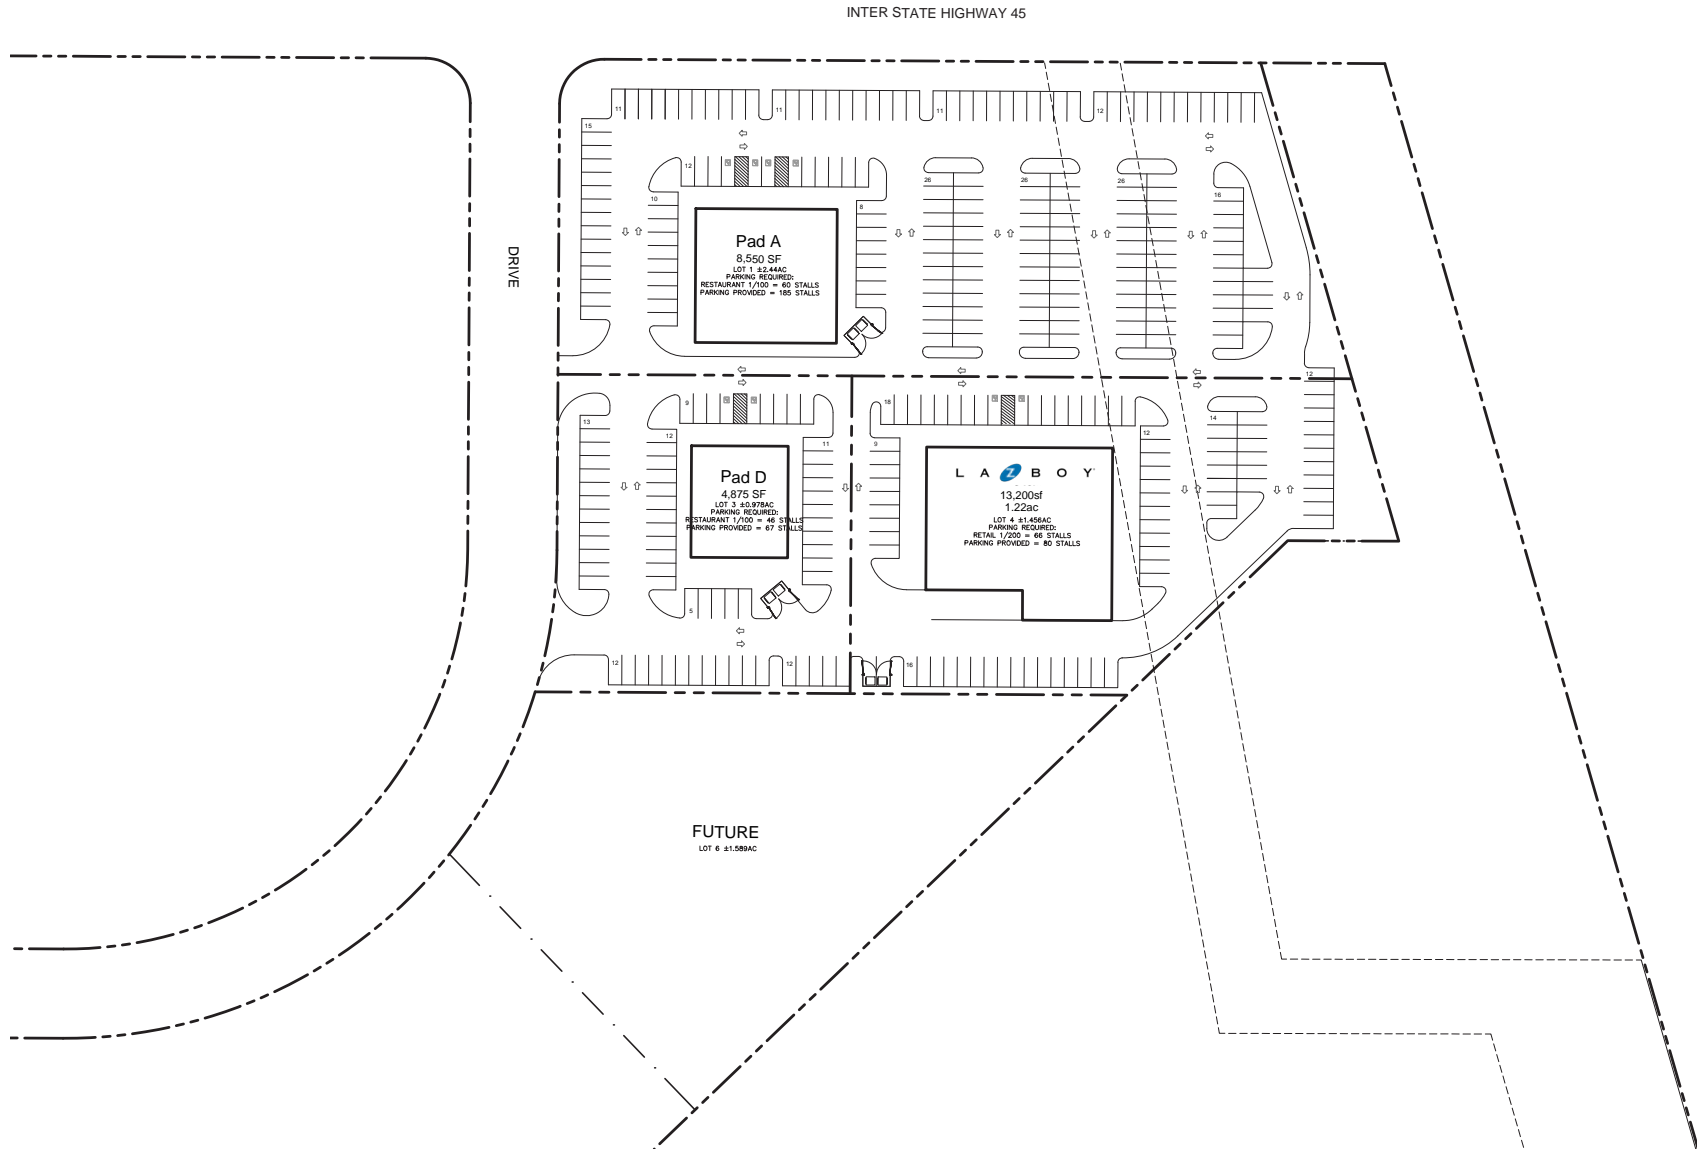 INTER STATE HIGHWAY 45
11
11
11
12
15
12
26
26
26
16
10
8
DRIVE
Pad A
8,550 SF
LOT 1 ±2.44AC
PARKING REQUIRED:
RESTAURANT 1/100 = 60 STALLS
PARKING PROVIDED = 185 STALLS
12
9
18
14
13
12
11
9
12
Pad D
4,875 SF
LOT 3 ±0.978AC
PARKING REQUIRED:
RESTAURANT 1/100 = 46 STALLS
PARKING PROVIDED = 67 STALLS
LA Z BOY
13,200sf
1.22ac
LOT 4 ±1.456AC
PARKING REQUIRED:
RETAIL 1/200 = 66 STALLS
PARKING PROVIDED = 80 STALLS
5
12
12
16
FUTURE
LOT 6 ±1.589AC